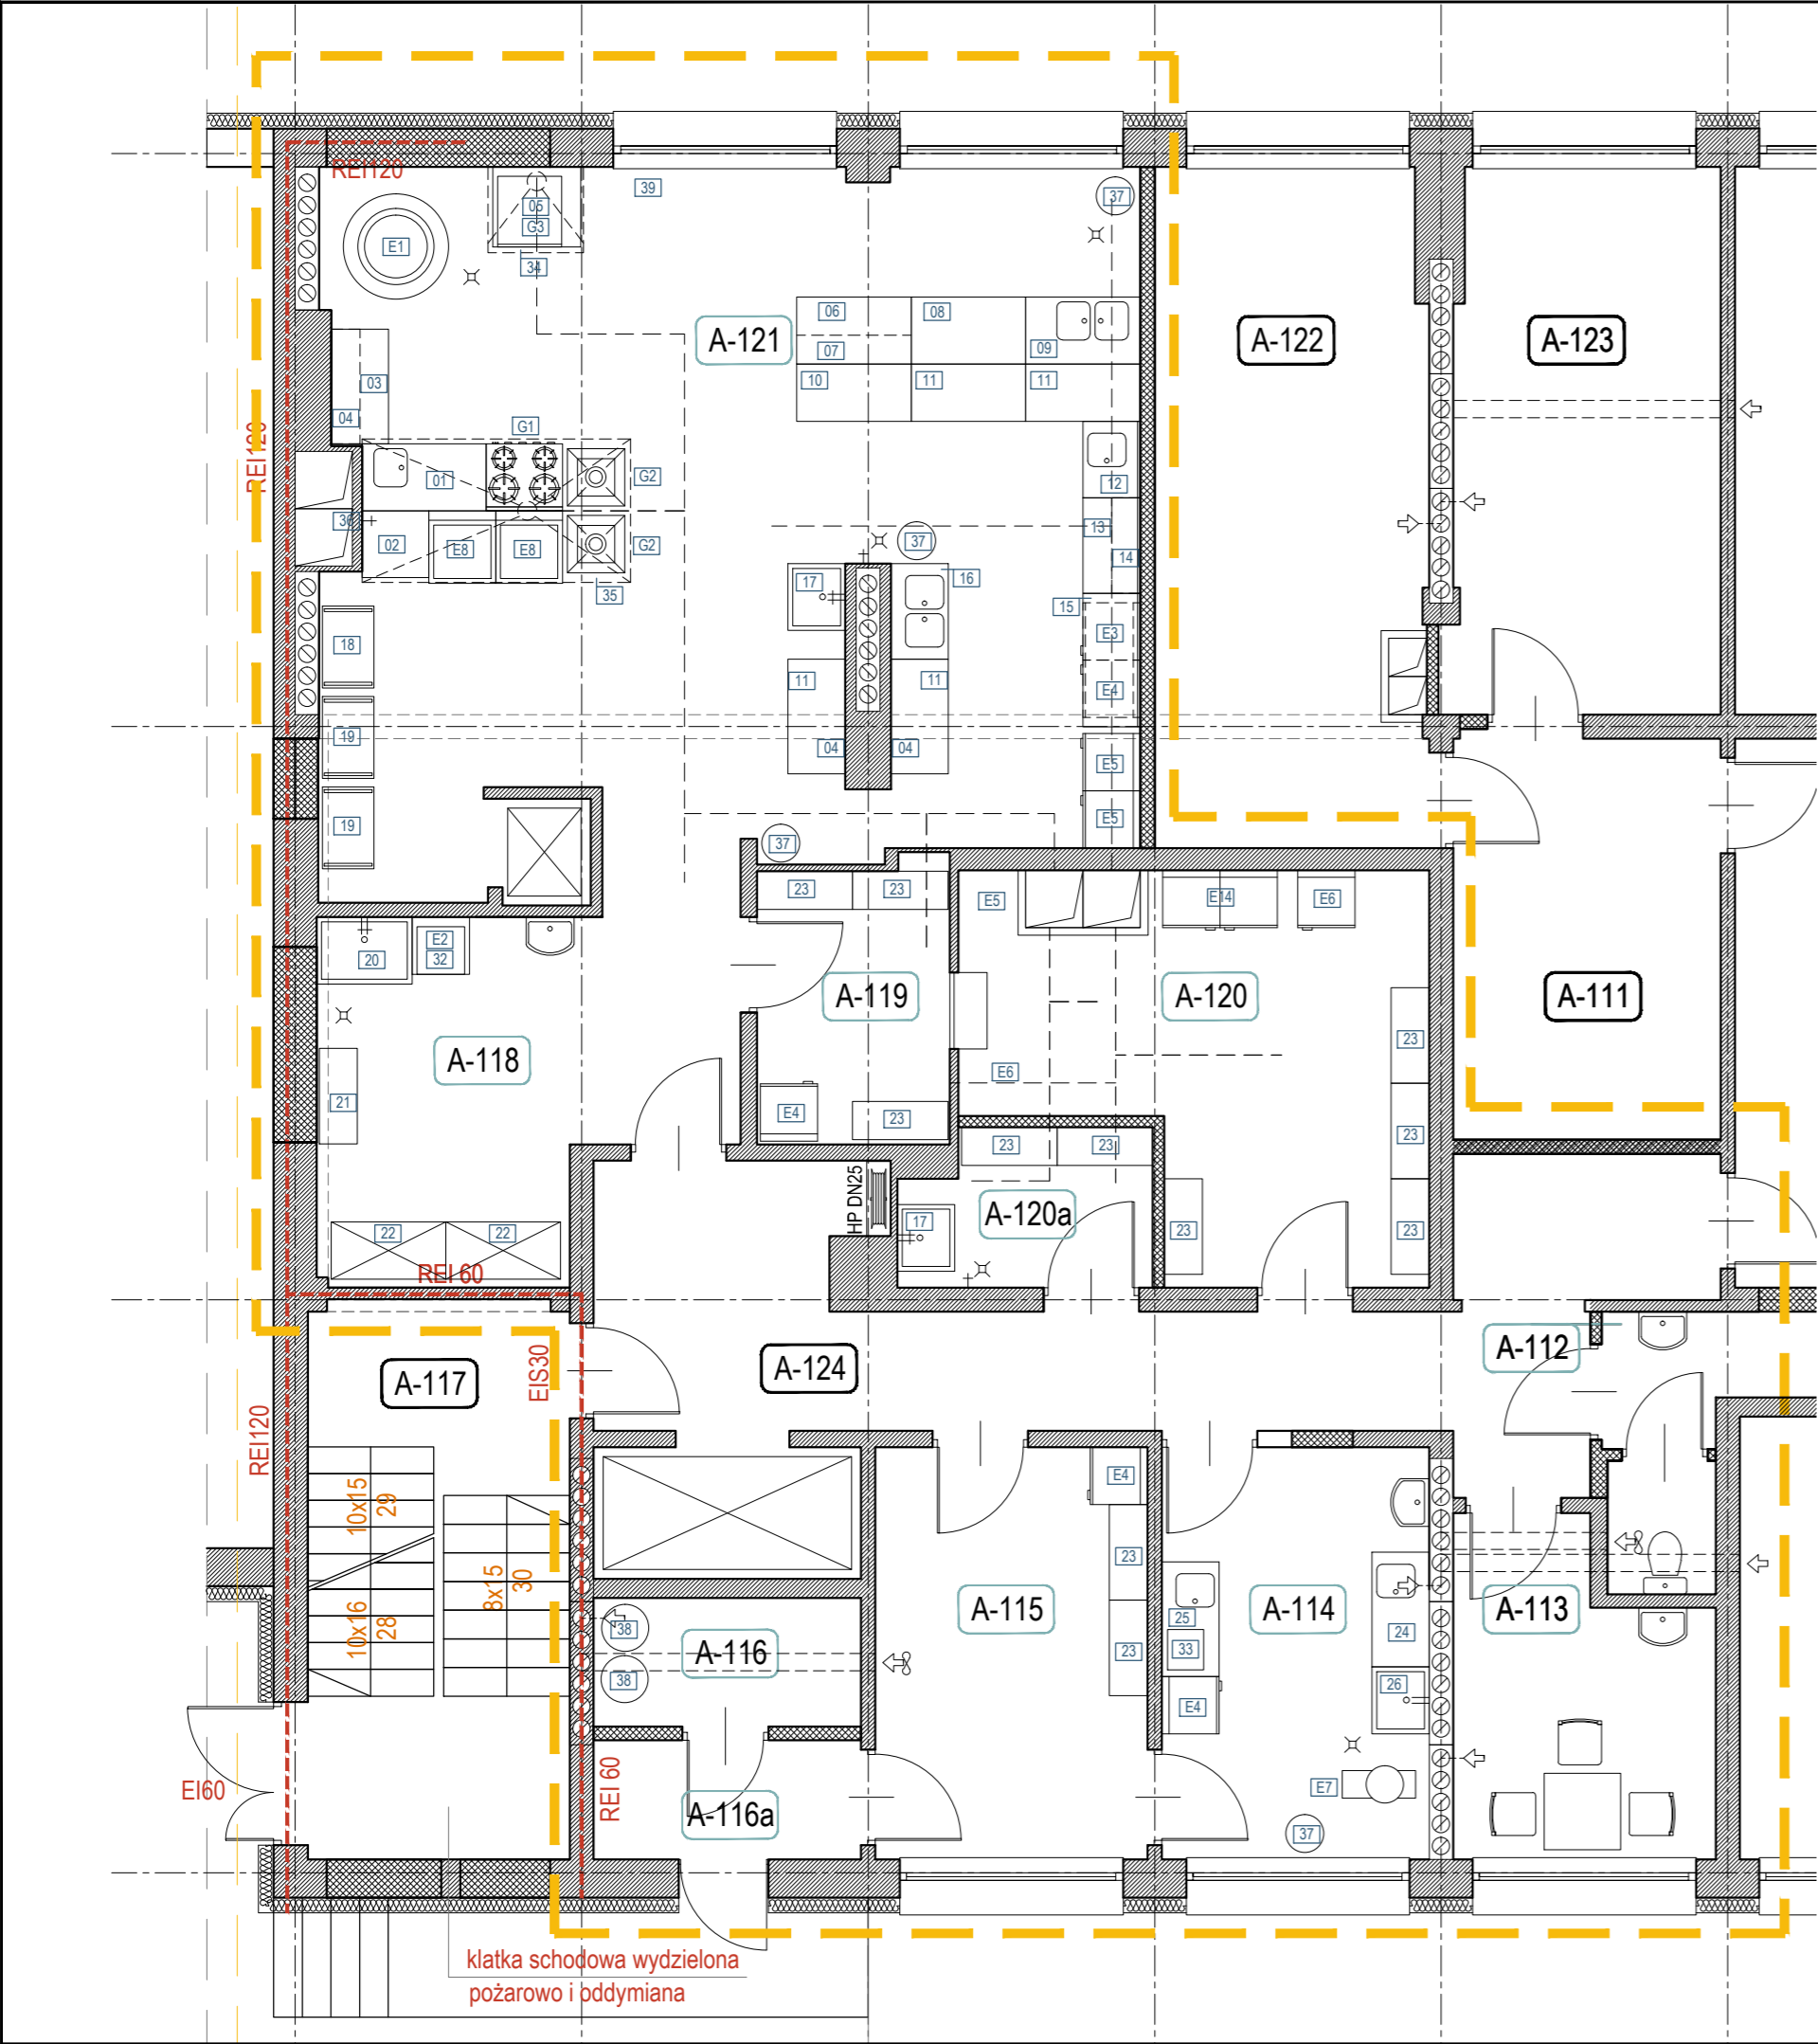 REI120
39
37
05
G3
E1
34
06
08
A-121
A-122
A-123
07
09
03
10
11
11
04
REI120
G1
01
G2
12
36
13
02
E8
E8
37
G2
14
35
17
16
15
18
E3
11
11
E4
19
04
04
E5
19
E5
37
23
23
E5
E14
E6
E2
20
32
A-119
A-120
A-111
23
A-118
E6
21
E4
23
23
23
23
HP DN25
A-120a
17
23
23
22
22
REI 60
A-112
EIS30
A-124
A-117
REI120
E4
10x15
29
23
8x15
30
A-115
A-114
A-113
25
10x16
28
38
24
A-116
23
33
38
26
E4
REI 60
E7
EI60
A-116a
37
klatka schodowa wydzielona
pożarowo i oddymiana